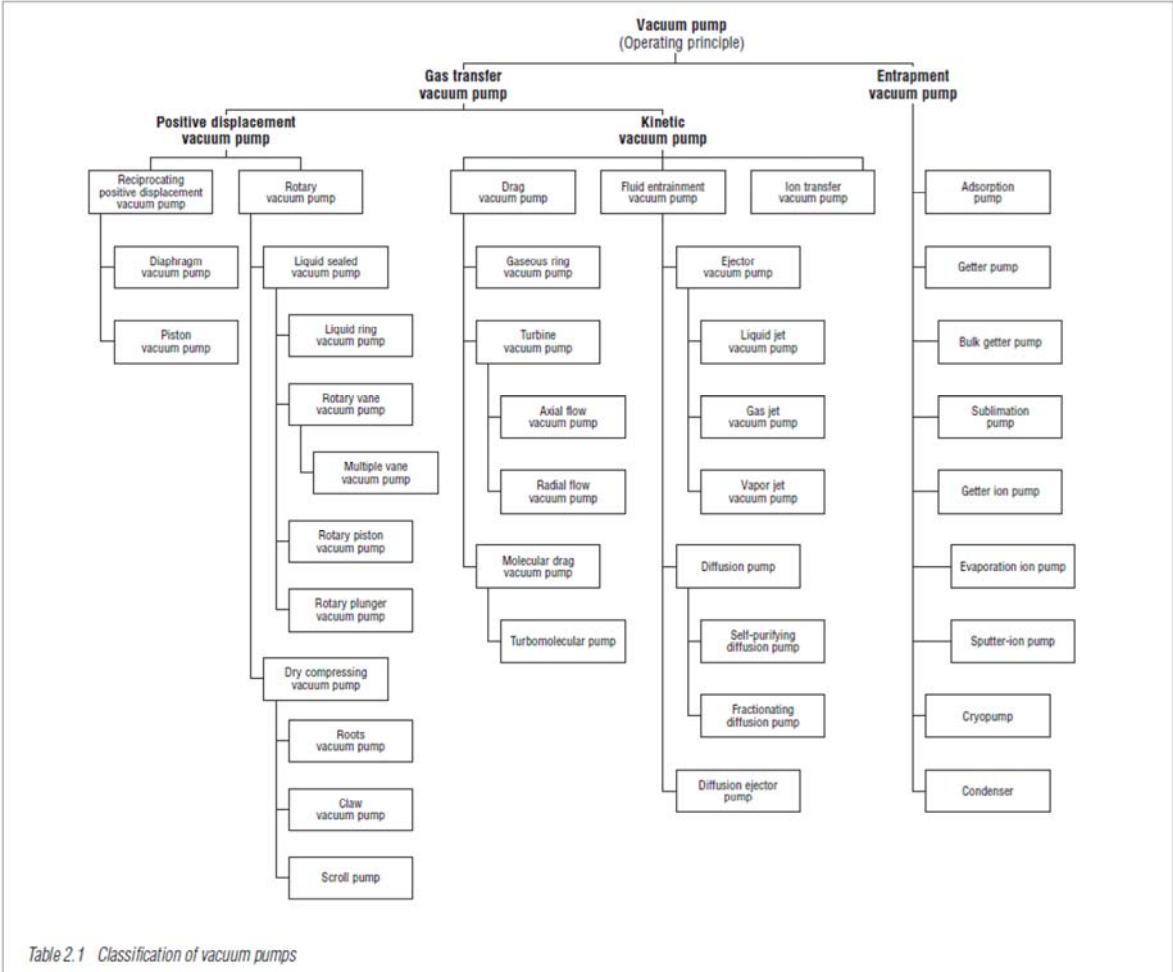 Vacuum pump
(Operating principle)
Gas transfer
vacuum pump
Entrapment
vacuum pump
Positive displacement
vacuum pump
Kinetic
vacuum pump
Reciprocating
positive displacement
vacuum pump
Rotary
vacuum pump
Drag
vacuum pump
Fluid entrainment
vacuum pump
Ion transfer
vacuum pump
Adsorption
pump
Diaphragm
vacuum pump
Liquid sealed
vacuum pump
Gaseous ring
vacuum pump
Ejector
vacuum pump
Getter pump
Piston
vacuum pump
Liquid ring
vacuum pump
Turbine
vacuum pump
Liquid jet
vacuum pump
Bulk getter pump
Rotary vane
vacuum pump
Axial flow
vacuum pump
Gas jet
vacuum pump
Sublimation
pump
Multiple vane
vacuum pump
Radial flow
vacuum pump
Vapor jet
vacuum pump
Getter ion pump
Rotary piston
vacuum pump
Molecular drag
vacuum pump
Diffusion pump
Evaporation ion pump
Rotary plunger
vacuum pump
Turbomolecular pump
Self-purifying
diffusion pump
Sputter-ion pump
Dry compressing
vacuum pump
Fractionating
diffusion pump
Cryopump
Roots
vacuum pump
Diffusion ejector
pump
Condenser
Claw
vacuum pump
Scroll pump
Table 2.1 Classification of vacuum pumps